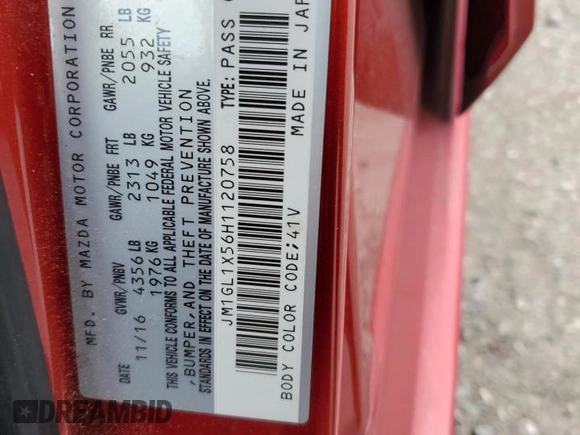 MFD. BY MAZDA MOTOR CORPORATION
DATE GVWR/PNBV GAWR/PNBE FRT GAWR/PNBE RR
11/16 4356 LB 2313 LB 2055 LB
1976 KG 1049 KG 932 KG
THIS VEHICLE CONFORMS TO ALL APPLICABLE FEDERAL MOTOR VEHICLE SAFETY
,BUMPER,AND THEFT PREVENTION
STANDARDS IN EFFECT ON THE DATE OF MANUFACTURE SHOWN ABOVE.
JM1GL1X56H1120758 TYPE: PASS
MADE IN
BODY COLOR CODE;41V
DREAMBID